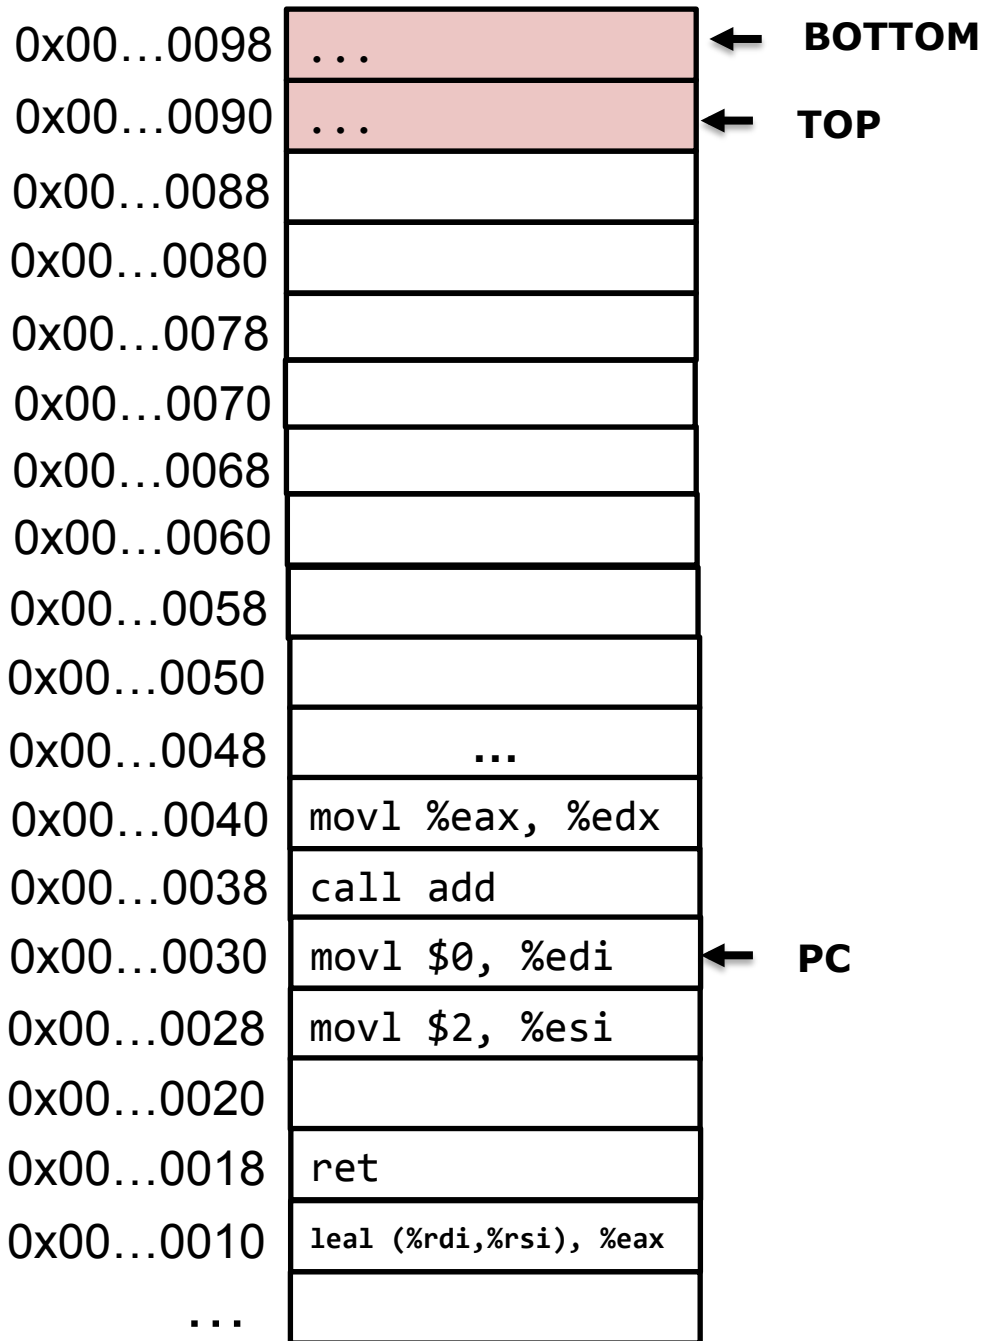 0x00…0098 ... BOTTOM
0x00…0090 ... TOP
0x00…0088
0x00…0080
0x00…0078
0x00…0070
0x00…0068
0x00…0060
0x00…0058
0x00…0050
0x00…0048 ...
0x00…0040 movl %eax, %edx
0x00…0038 call add
0x00…0030 movl $0, %edi PC
0x00…0028 movl $2, %esi
0x00…0020
0x00…0018 ret
0x00…0010 leal (%rdi,%rsi), %eax
...